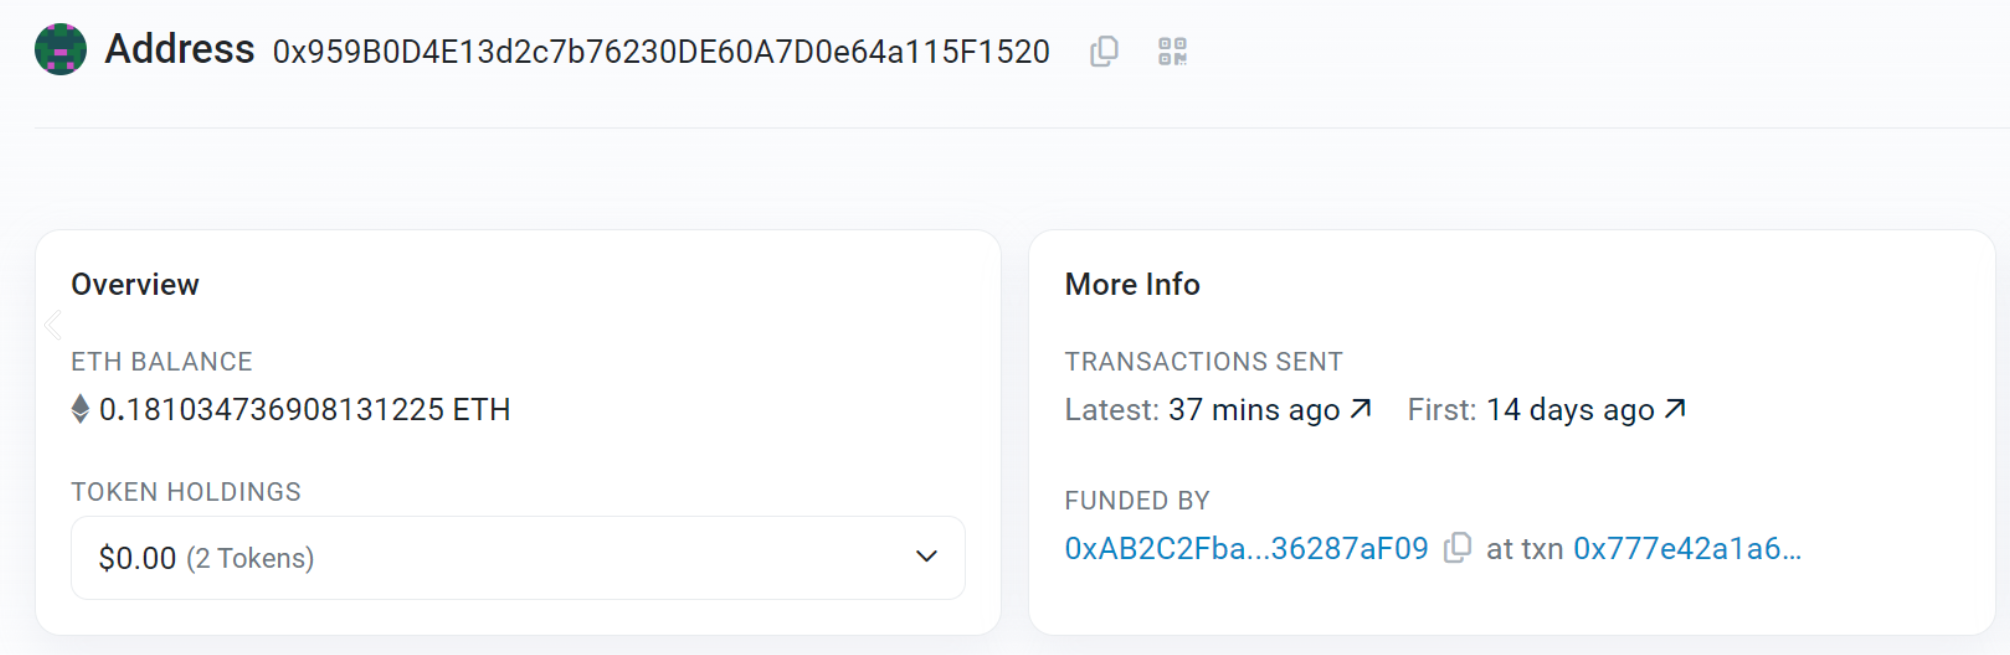 Address 0x959B0D4E13d2c7b76230DE60A7D0e64a115F1520
Overview
ETH BALANCE
0.181034736908131225 ETH
TOKEN HOLDINGS
$0.00 (2 Tokens)
More Info
TRANSACTIONS SENT
Latest: 37 mins ago ↗ First: 14 days ago ↗
FUNDED BY
0xAB2C2Fba...36287aF09 at txn 0x777e42a1a6...